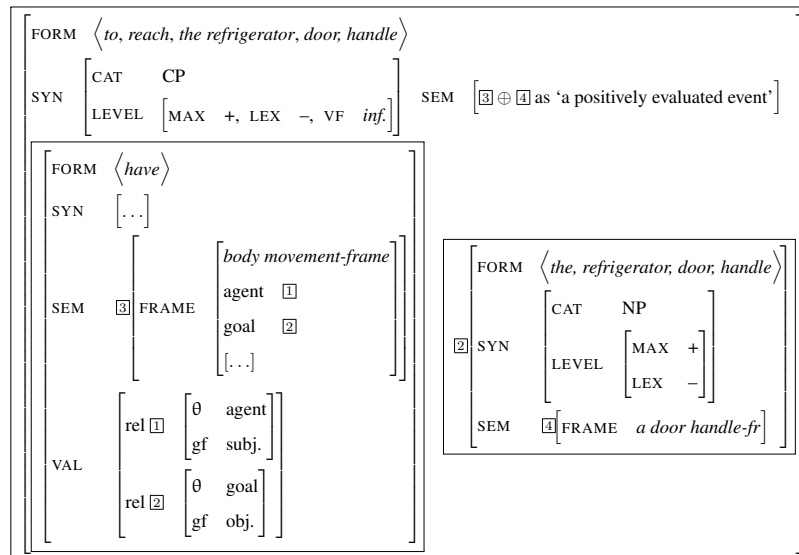 FORM ⟨to, reach, the refrigerator, door, handle⟩
SYN [CAT CP
LEVEL [MAX +, LEX –, VF inf.]]
SEM [3 ⊕ 4 as ‘a positively evaluated event’]
FORM ⟨have⟩
SYN [...]
SEM 3 [FRAME [body movement-frame
agent 1
goal 2
[...]]]
VAL [rel 1 [θ agent
gf subj.]
rel 2 [θ goal
gf obj.]]
2 [FORM ⟨the, refrigerator, door, handle⟩
SYN [CAT NP
LEVEL [MAX +
LEX –]]
SEM 4 [FRAME a door handle-fr]]